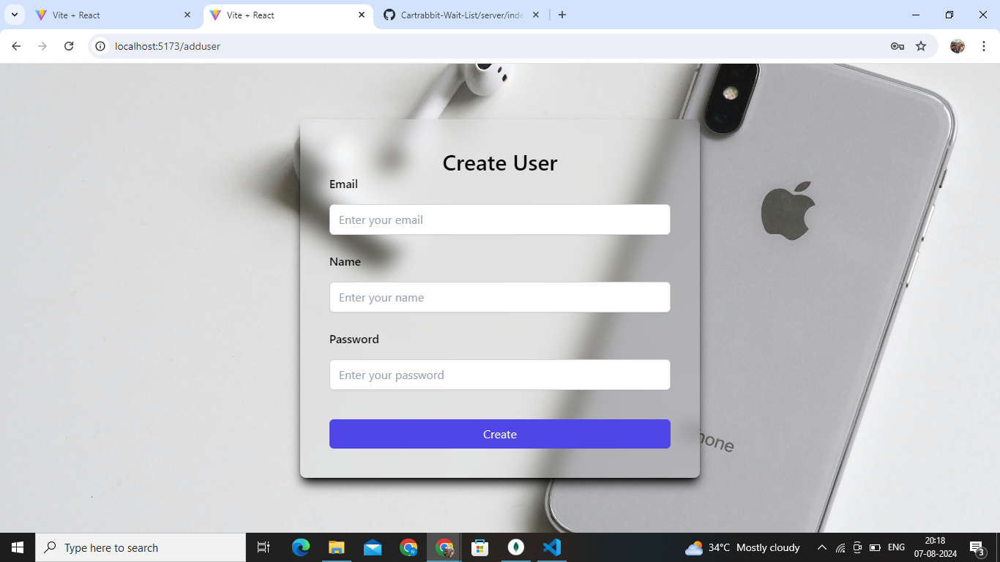 Vite + React
Vite + React
Cartrabbit-Wait-List/server/inde
localhost:5173/adduser
Create User
Email
Enter your email
Name
Enter your name
Password
Enter your password
Create
hone
Type here to search
34°C Mostly cloudy
ENG
20:18
07-08-2024
3